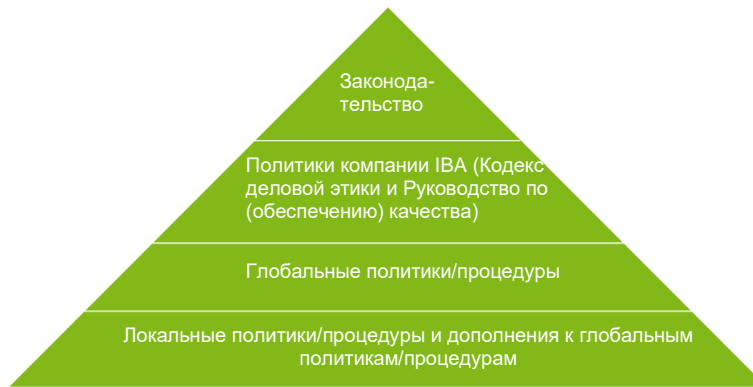 Законода-
тельство
Политики компании IBA (Кодекс
деловой этики и Руководство по
(обеспечению) качества)
Глобальные политики/процедуры
Локальные политики/процедуры и дополнения к глобальным
политикам/процедурам